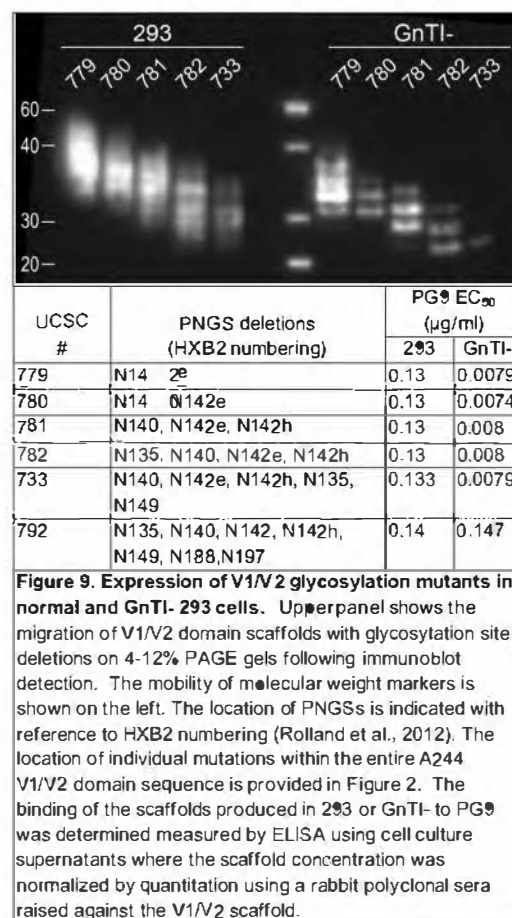 293 GnTI-
779 780 781 782 733 779 780 781 782 733
60
40
30
20
UCSC # PNGS deletions (HXB2 numbering) PG9 EC50 (µg/ml)
293 GnTI-
779 N14 2e 0.13 0.0079
780 N14 N142e 0.13 0.0074
781 N140, N142e, N142h 0.13 0.008
782 N135, N140, N142e, N142h 0.13 0.008
733 N140, N142e, N142h, N135, 0.133 0.0079
N149
792 N135, N140, N142, N142h, 0.14 0.147
N149, N188,N197
Figure 9. Expression of V1/V2 glycosylation mutants in
normal and GnTI- 293 cells. Upperpanel shows the
migration of V1/V2 domain scaffolds with glycosytation site
deletions on 4-12% PAGE gels following immunoblot
detection. The mobility of molecular weight markers is
shown on the left. The location of PNGSs is indicated with
reference to HXB2 numbering (Rolland et al., 2012). The
location of individual mutations within the entire A244
V1/V2 domain sequence is provided in Figure 2. The
binding of the scaffolds produced in 293 or GnTI- to PG9
was determined measured by ELISA using cell culture
supernatants where the scaffold concentration was
normalized by quantitation using a rabbit polyclonal sera
raised against the V1/V2 scaffold.